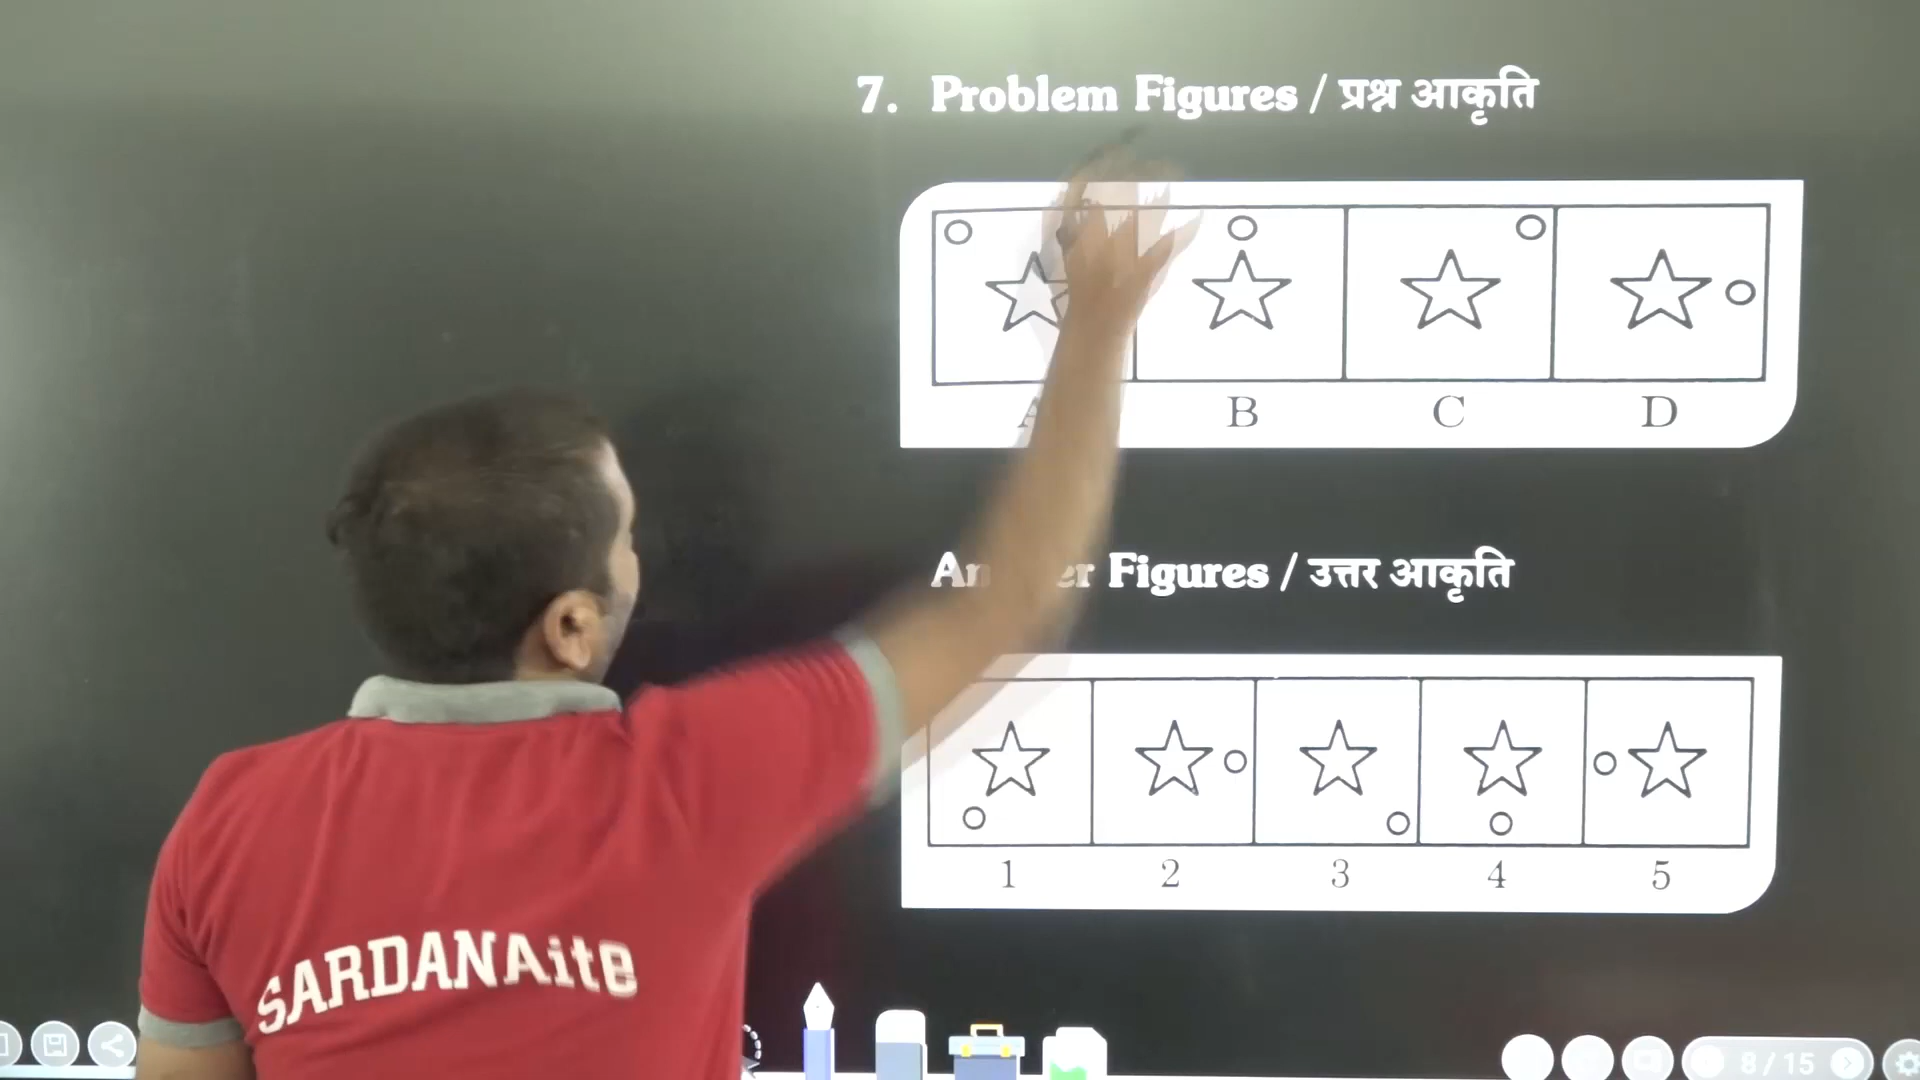 7. Problem Figures / प्रश्न आकृति
B C D
Figures / उत्तर आकृति
1 2 3 4 5
SARDANAite
8/15